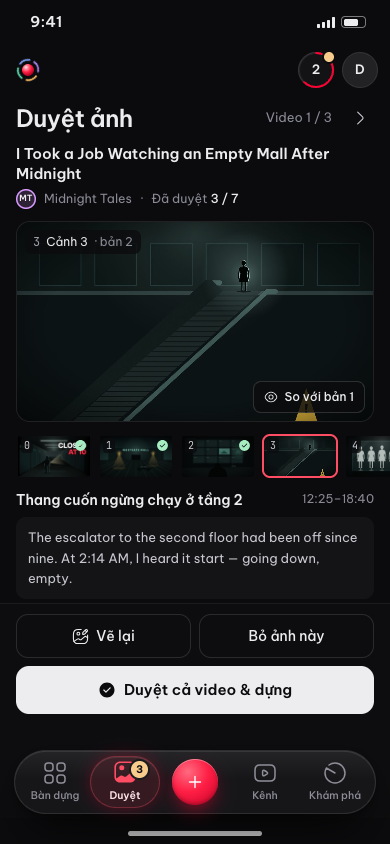 9:41
2
D
Duyệt ảnh
Video 1 / 3
I Took a Job Watching an Empty Mall After
Midnight
MT Midnight Tales · Đã duyệt 3 / 7
3 Cảnh 3 · bản 2
So với bản 1
0
1
2
3
4
Thang cuốn ngừng chạy ở tầng 2
12:25–18:40
The escalator to the second floor had been off since
nine. At 2:14 AM, I heard it start — going down,
empty.
Vẽ lại
Bỏ ảnh này
Duyệt cả video & dựng
3
Bàn dựng
Duyệt
Kênh
Khám phá